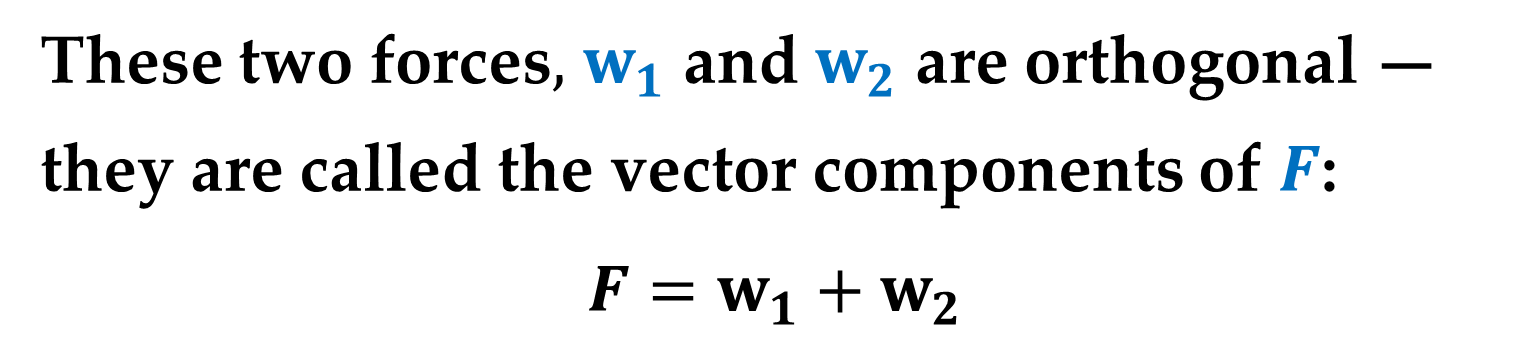 These two forces, w₁ and w₂ are orthogonal —
they are called the vector components of F:
F = w₁ + w₂